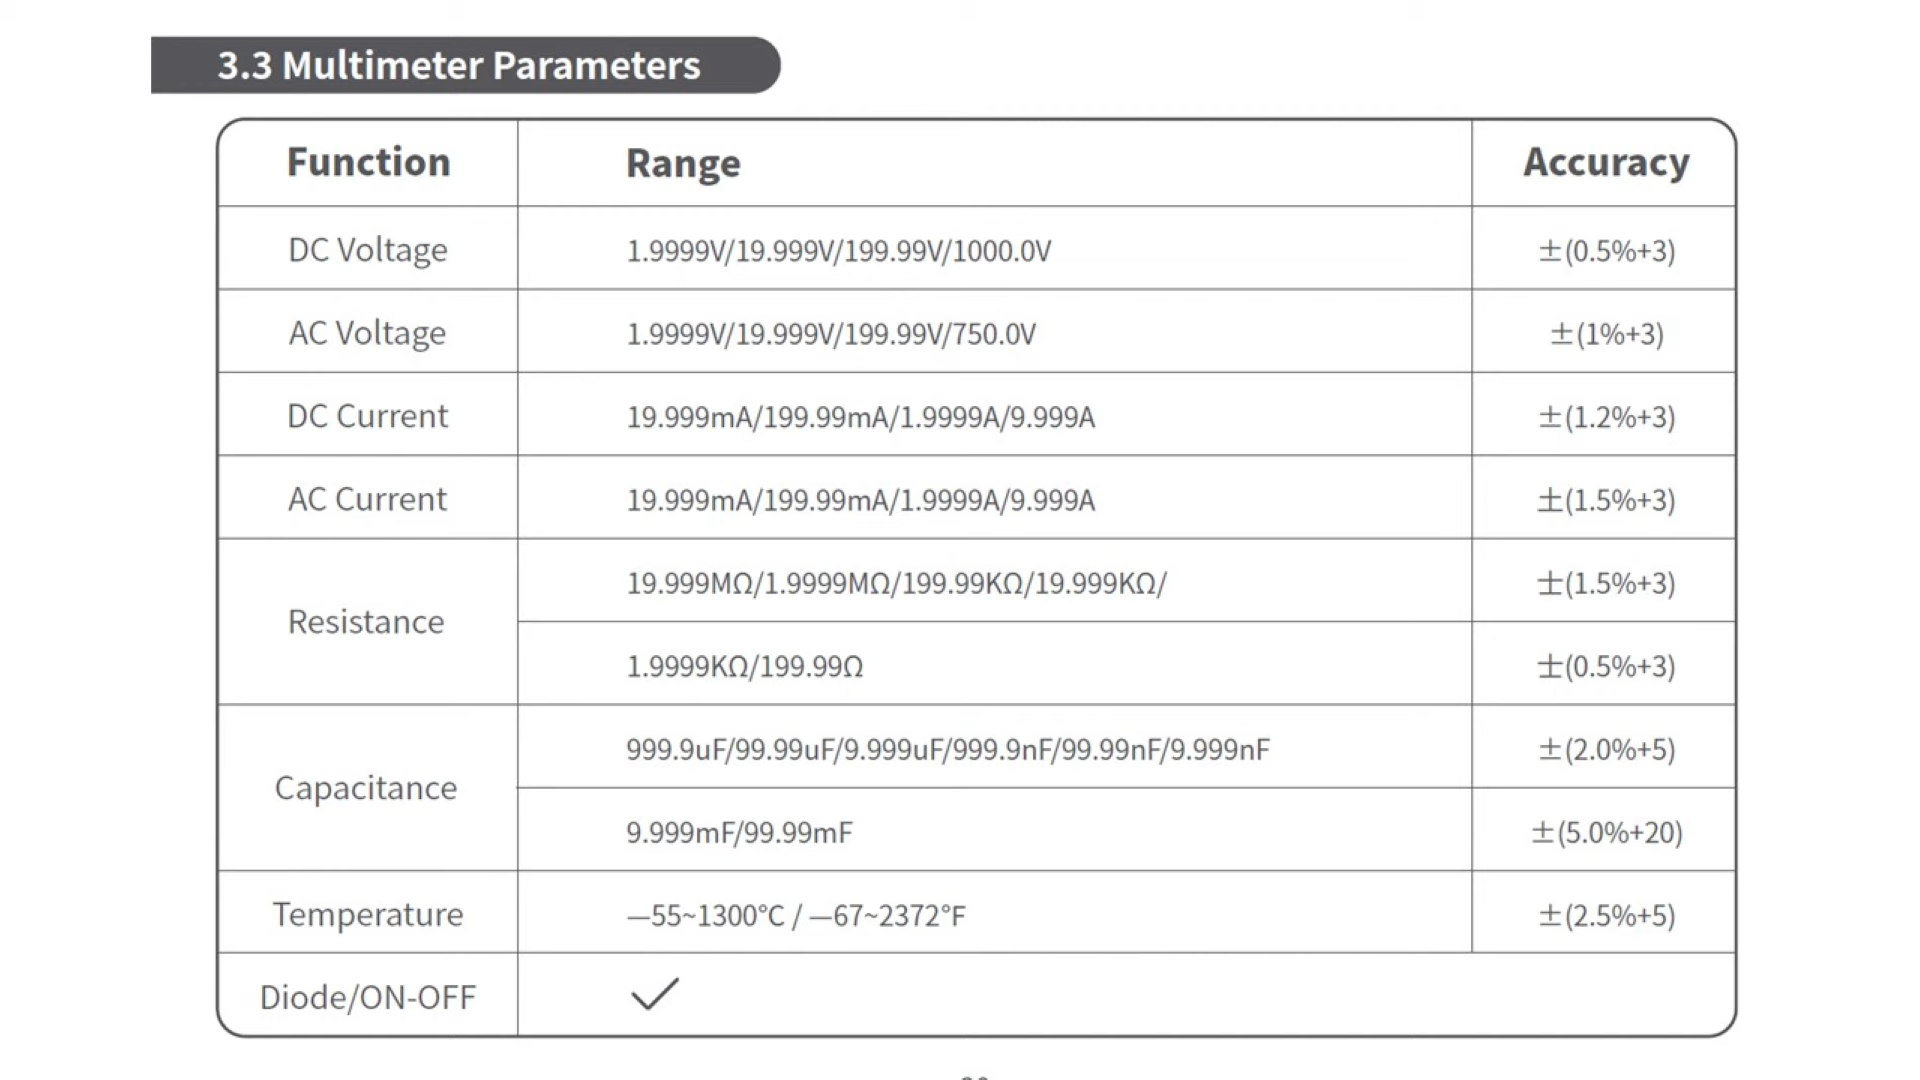 3.3 Multimeter Parameters
Function Range Accuracy
DC Voltage 1.9999V/19.999V/199.99V/1000.0V ±(0.5%+3)
AC Voltage 1.9999V/19.999V/199.99V/750.0V ±(1%+3)
DC Current 19.999mA/199.99mA/1.9999A/9.999A ±(1.2%+3)
AC Current 19.999mA/199.99mA/1.9999A/9.999A ±(1.5%+3)
Resistance 19.999MΩ/1.9999MΩ/199.99KΩ/19.999KΩ/ ±(1.5%+3)
1.9999KΩ/199.99Ω ±(0.5%+3)
Capacitance 999.9uF/99.99uF/9.999uF/999.9nF/99.99nF/9.999nF ±(2.0%+5)
9.999mF/99.99mF ±(5.0%+20)
Temperature —55~1300°C / —67~2372°F ±(2.5%+5)
Diode/ON-OFF ✓